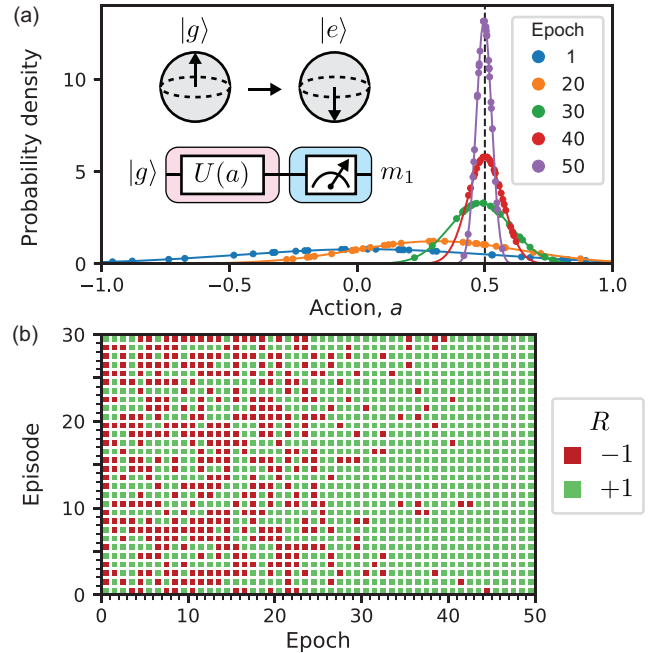 (a)
|g⟩
|e⟩
|g⟩
U(a)
m₁
Epoch
1
20
30
40
50
Probability density
10
5
0
−1.0
−0.5
0.0
0.5
1.0
Action, a
(b)
Episode
30
20
10
0
0
10
20
30
40
50
Epoch
R
−1
+1